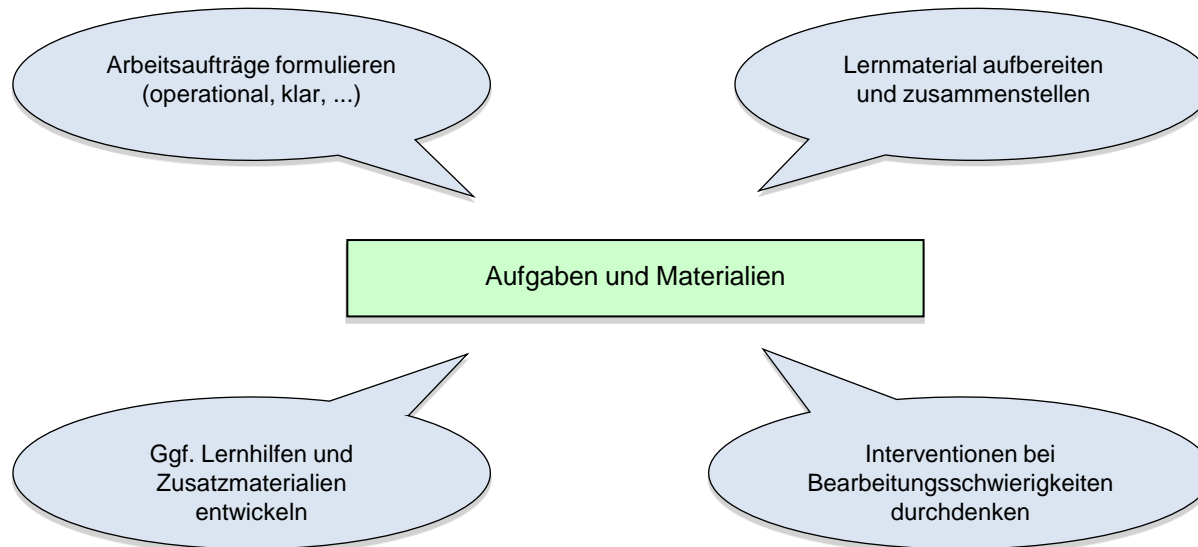 Arbeitsaufträge formulieren
(operational, klar, ...)
Lernmaterial aufbereiten
und zusammenstellen
Aufgaben und Materialien
Ggf. Lernhilfen und
Zusatzmaterialien
entwickeln
Interventionen bei
Bearbeitungsschwierigkeiten
durchdenken